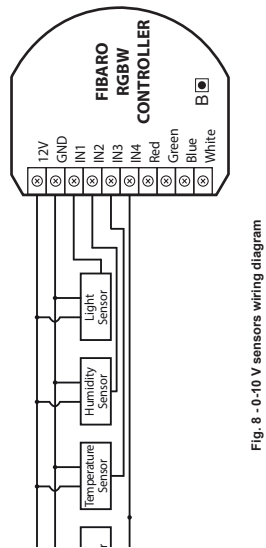 FIBARO
RGBW
CONTROLLER
B
12V
GND
IN1
IN2
IN3
IN4
Red
Green
Blue
White
Light
Sensor
Humidity
Sensor
Temperature
Sensor
Fig. 8 - 0-10 V sensors wiring diagram